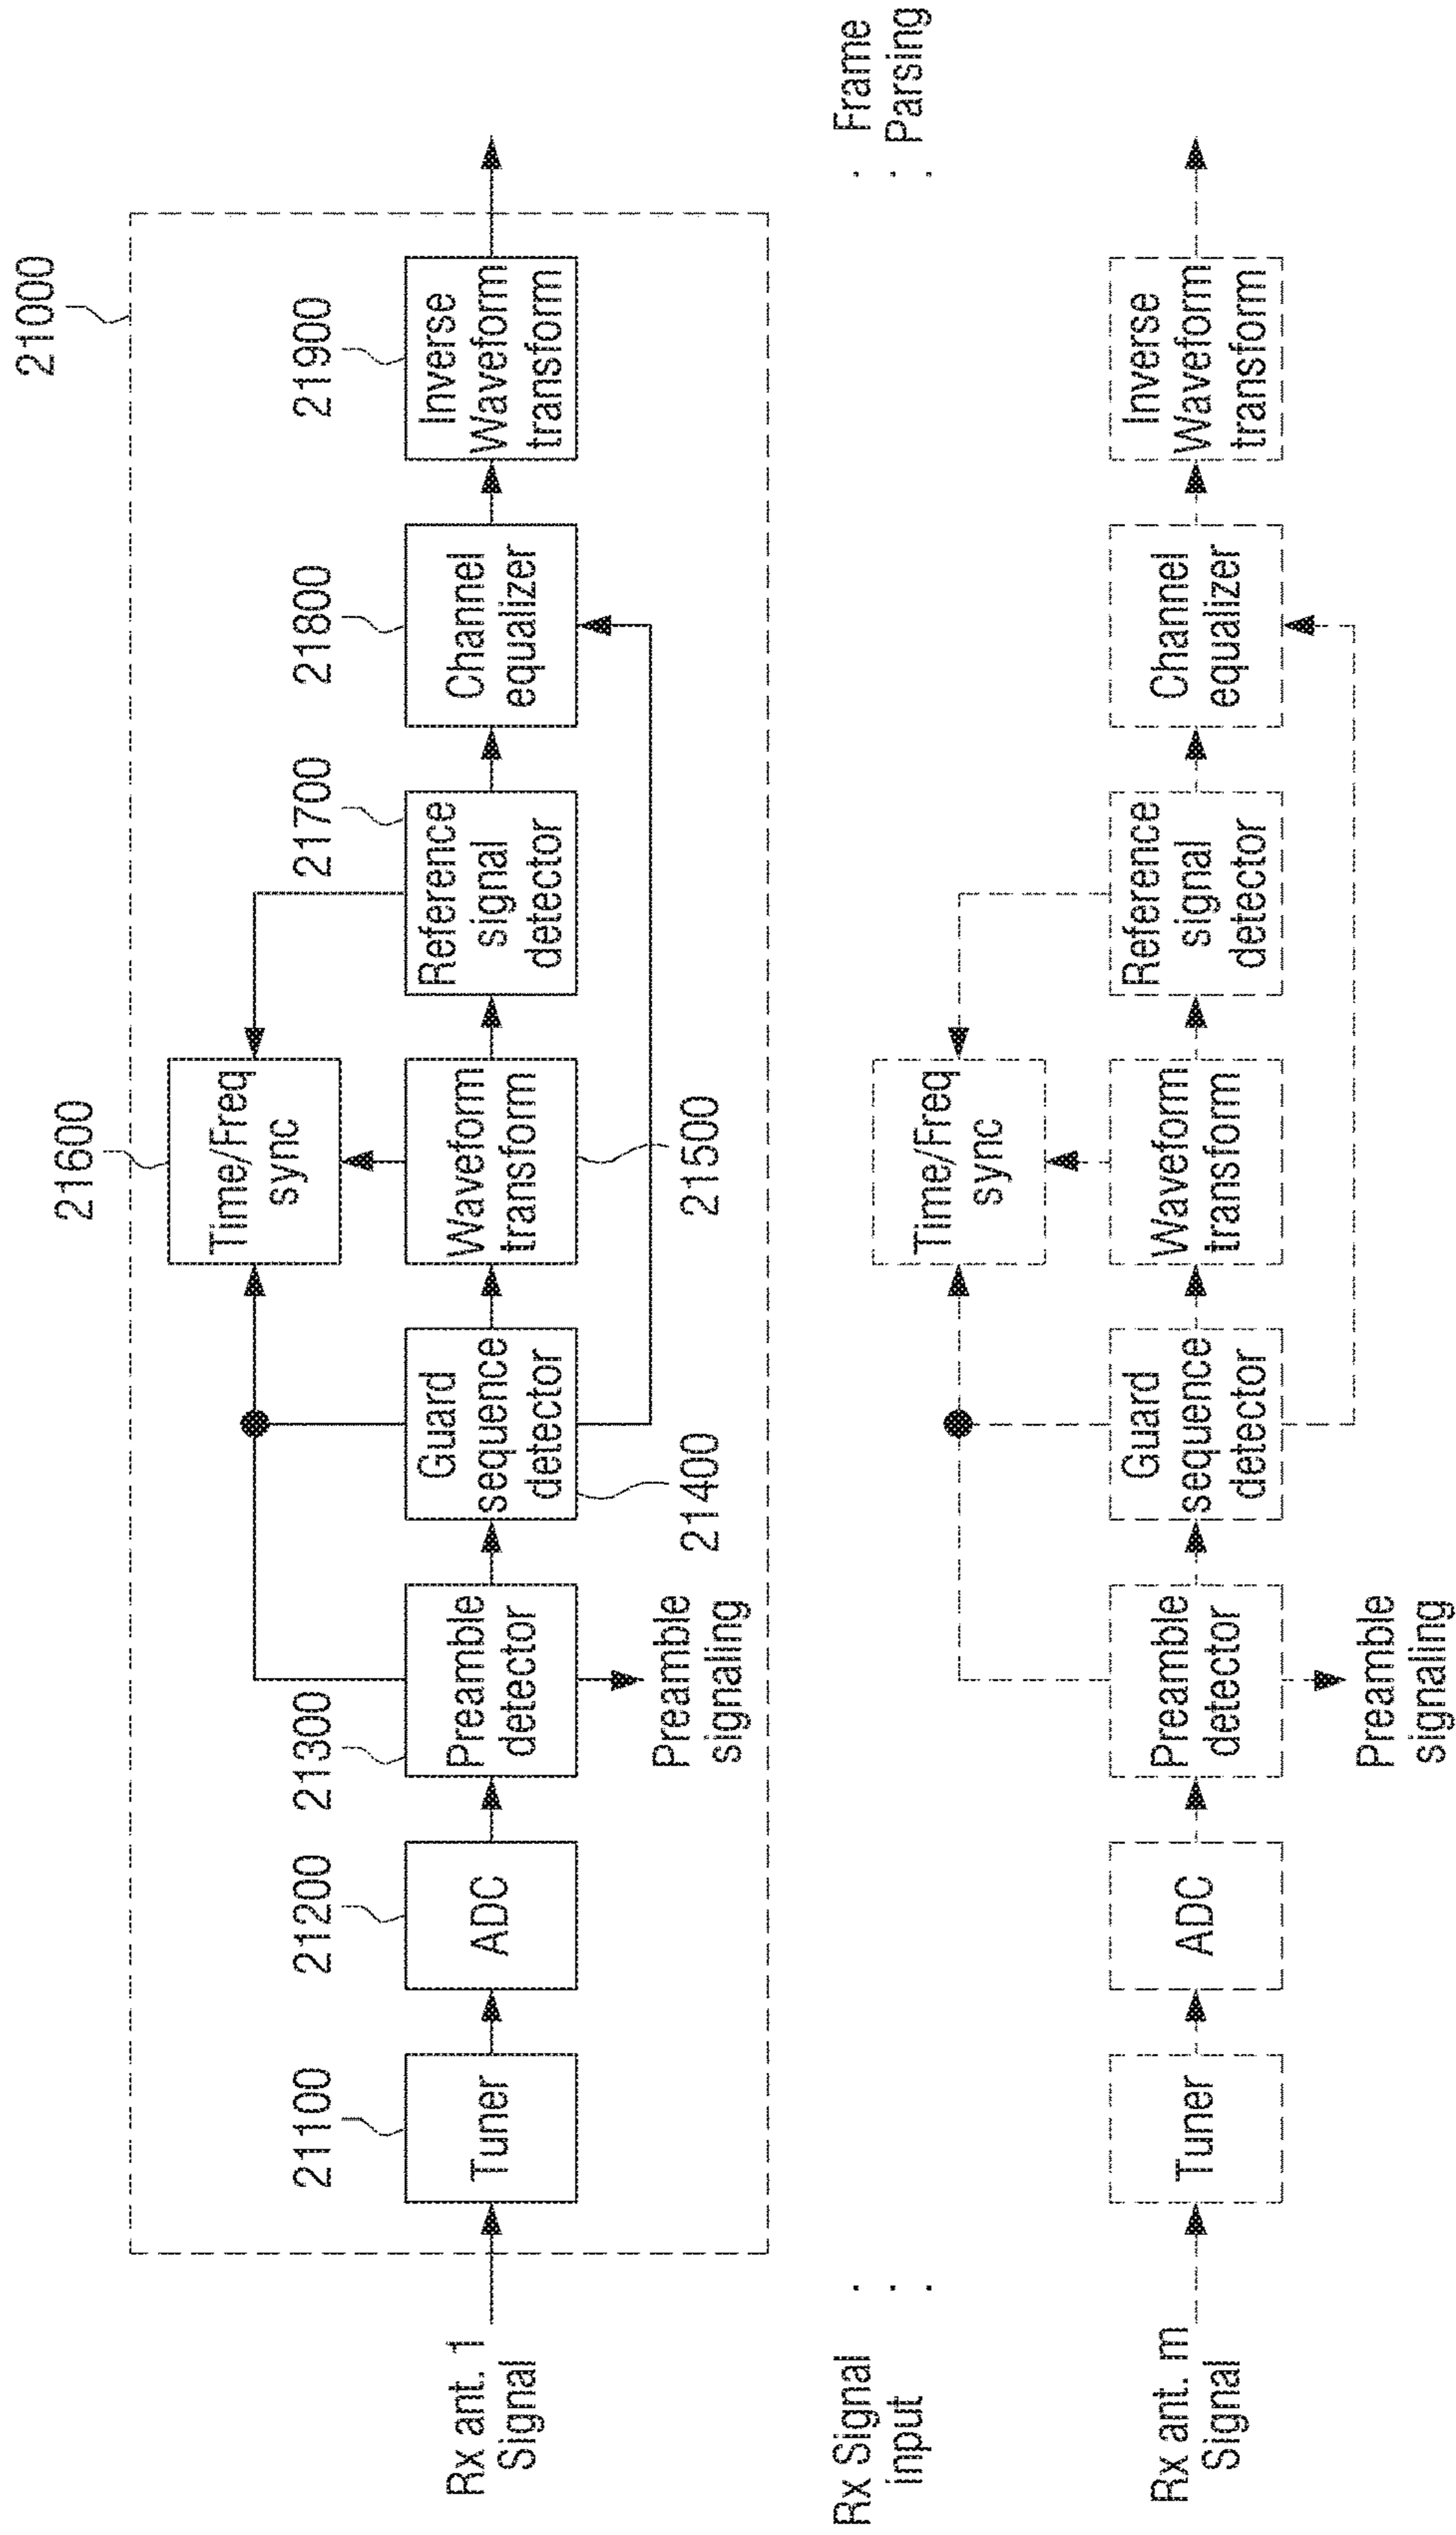 21000
21600
21100
21200
21300
21700
21800
21900
Time/Freq
sync
Rx ant. 1
Signal
Tuner
ADC
Preamble
detector
Guard
sequence
detector
Waveform
transform
Reference
signal
detector
Channel
equalizer
Inverse
Waveform
transform
Preamble
signaling
21400
21500
Rx Signal
input
. . .
Frame
Parsing
. . .
Time/Freq
sync
Rx ant. m
Signal
Tuner
ADC
Preamble
detector
Guard
sequence
detector
Waveform
transform
Reference
signal
detector
Channel
equalizer
Inverse
Waveform
transform
Preamble
signaling